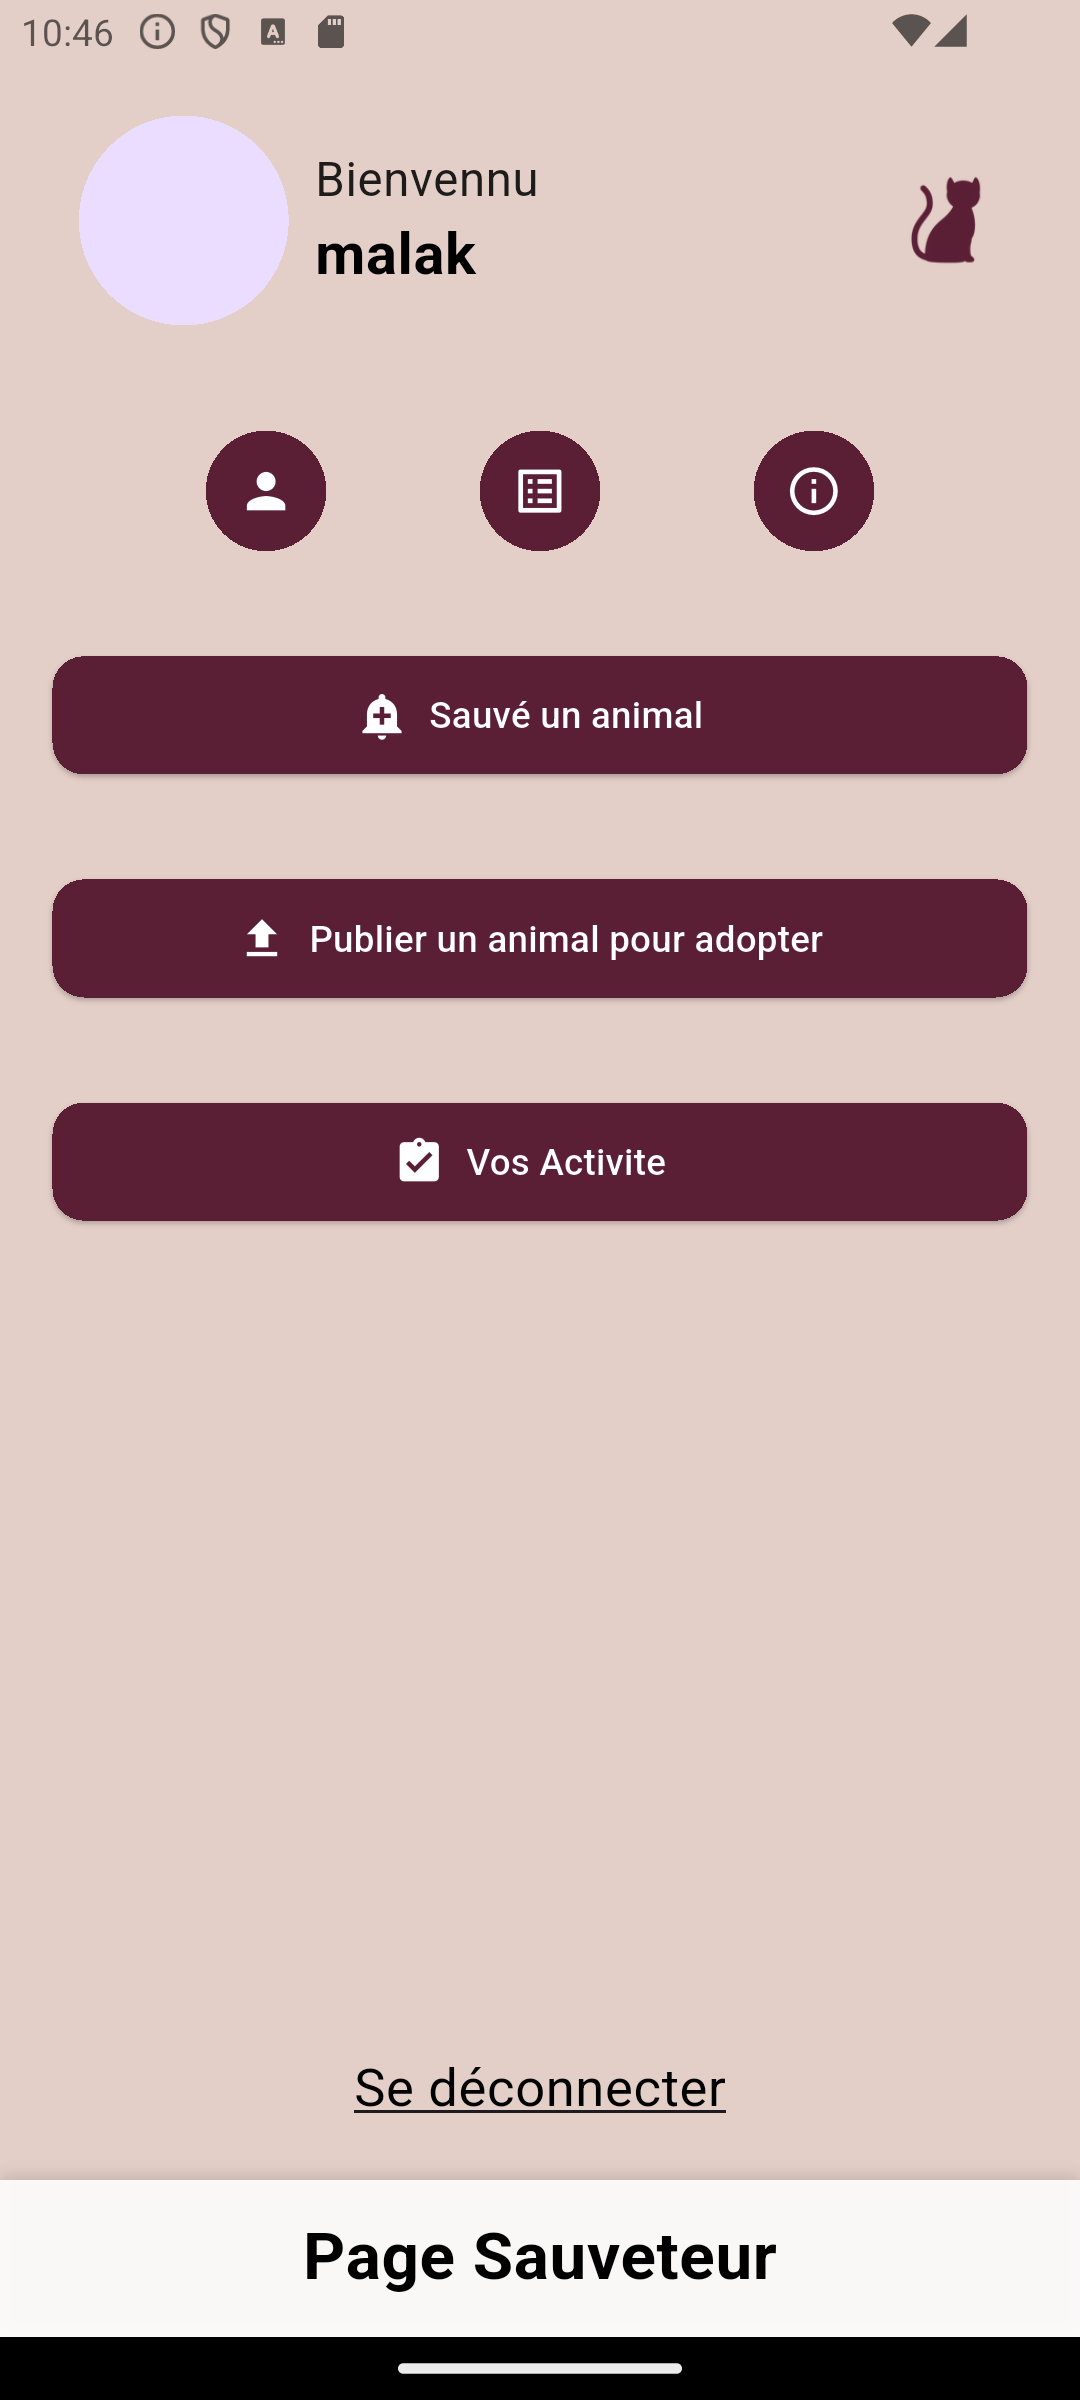 10:46
Bienvennu
malak
Sauvé un animal
Publier un animal pour adopter
Vos Activite
Se déconnecter
Page Sauveteur